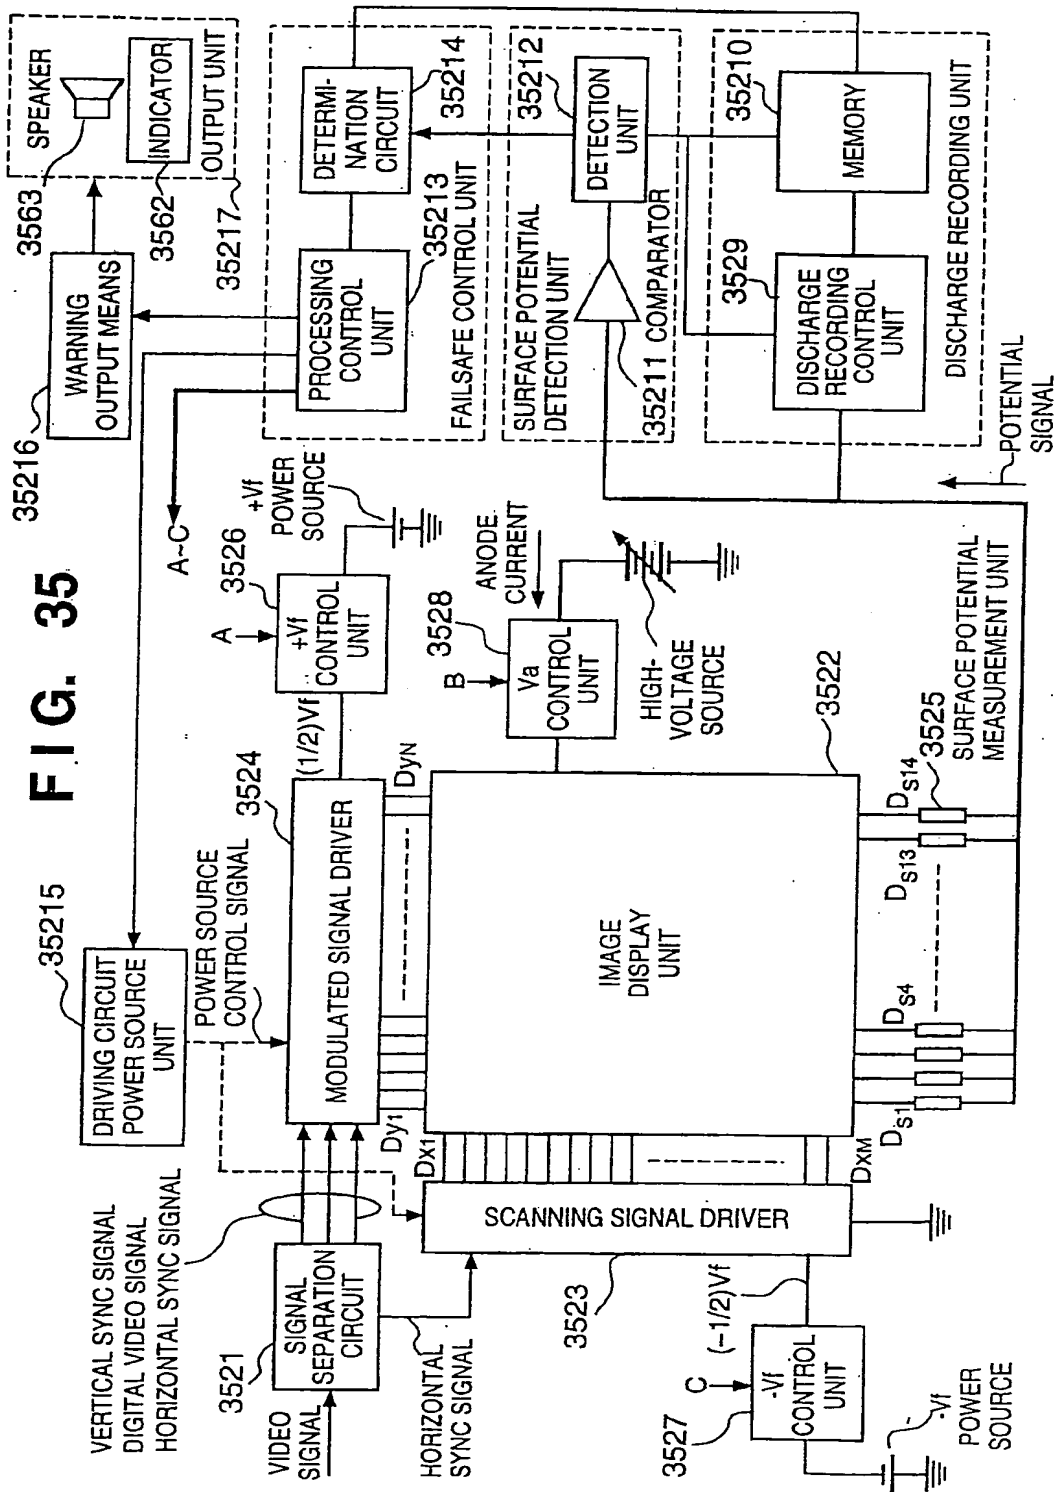 FIG. 35
VERTICAL SYNC SIGNAL
DIGITAL VIDEO SIGNAL
HORIZONTAL SYNC SIGNAL
35215
DRIVING CIRCUIT
POWER SOURCE
UNIT
POWER SOURCE
CONTROL SIGNAL
35216
WARNING
OUTPUT MEANS
3563
SPEAKER
3562
INDICATOR
35217
OUTPUT UNIT
A~C
VIDEO
SIGNAL
3521
SIGNAL
SEPARATION
CIRCUIT
HORIZONTAL
SYNC SIGNAL
3524
MODULATED SIGNAL DRIVER
(1/2)Vf
A
3526
+Vf
CONTROL
UNIT
+Vf
POWER
SOURCE
35213
PROCESSING
CONTROL
UNIT
35214
DETERMI-
NATION
CIRCUIT
FAILSAFE CONTROL UNIT
Dy1
DyN
Dx1
DxM
SCANNING SIGNAL DRIVER
3523
IMAGE
DISPLAY
UNIT
3522
B
3528
Va
CONTROL
UNIT
ANODE
CURRENT
HIGH-
VOLTAGE
SOURCE
SURFACE POTENTIAL
DETECTION UNIT
35211 COMPARATOR
35212
DETECTION
UNIT
C
(-1/2)Vf
3527
-Vf
CONTROL
UNIT
-Vf
POWER
SOURCE
Ds1
Ds4
Ds13
Ds14
3525
SURFACE POTENTIAL
MEASUREMENT UNIT
POTENTIAL
SIGNAL
3529
DISCHARGE
RECORDING
CONTROL
UNIT
35210
MEMORY
DISCHARGE RECORDING UNIT